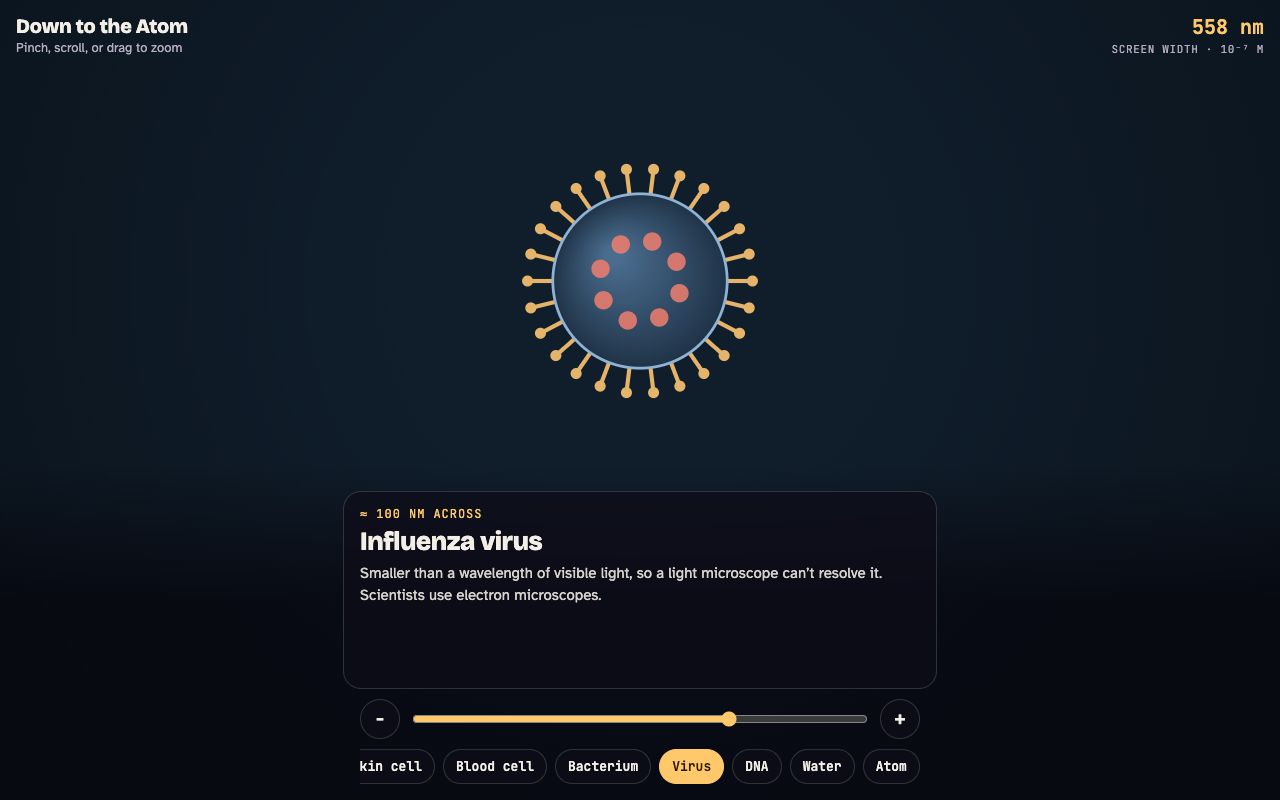 Down to the Atom
Pinch, scroll, or drag to zoom
558 nm
SCREEN WIDTH · 10⁻⁷ M
≈ 100 NM ACROSS
Influenza virus
Smaller than a wavelength of visible light, so a light microscope can’t resolve it.
Scientists use electron microscopes.
-
+
kin cell
Blood cell
Bacterium
Virus
DNA
Water
Atom